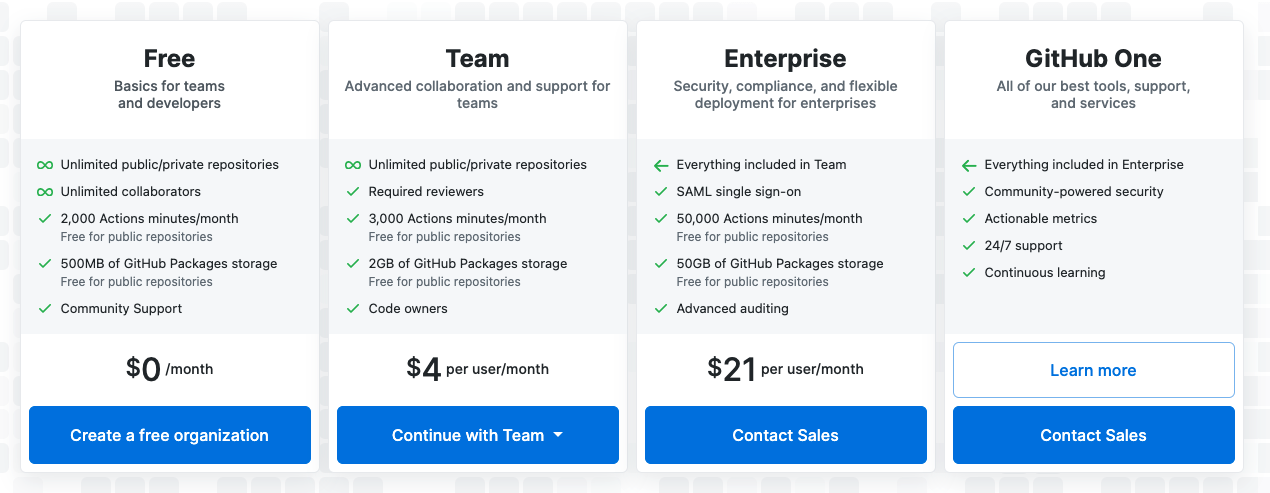 Free
Basics for teams
and developers
Unlimited public/private repositories
Unlimited collaborators
2,000 Actions minutes/month
Free for public repositories
500MB of GitHub Packages storage
Free for public repositories
Community Support
$0 /month
Create a free organization
Team
Advanced collaboration and support for
teams
Unlimited public/private repositories
Required reviewers
3,000 Actions minutes/month
Free for public repositories
2GB of GitHub Packages storage
Free for public repositories
Code owners
$4 per user/month
Continue with Team
Enterprise
Security, compliance, and flexible
deployment for enterprises
Everything included in Team
SAML single sign-on
50,000 Actions minutes/month
Free for public repositories
50GB of GitHub Packages storage
Free for public repositories
Advanced auditing
$21 per user/month
Contact Sales
GitHub One
All of our best tools, support,
and services
Everything included in Enterprise
Community-powered security
Actionable metrics
24/7 support
Continuous learning
Learn more
Contact Sales